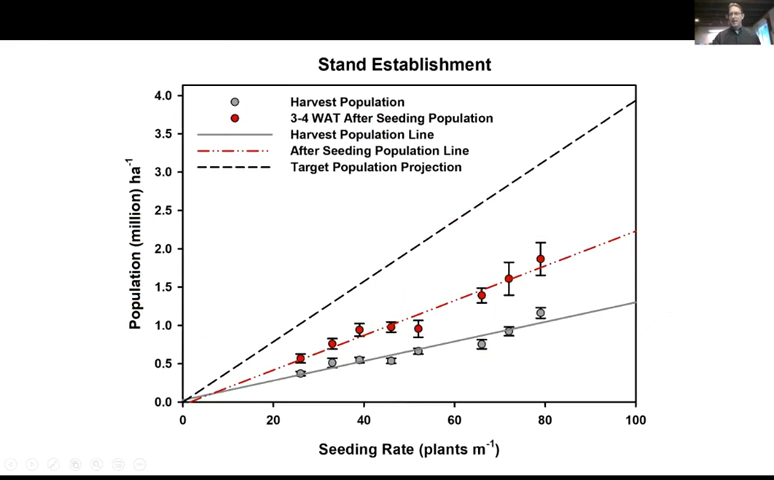 Stand Establishment
Harvest Population
3-4 WAT After Seeding Population
Harvest Population Line
After Seeding Population Line
Target Population Projection
Population (million) ha⁻¹
4.0
3.5
3.0
2.5
2.0
1.5
1.0
0.5
0.0
0 20 40 60 80 100
Seeding Rate (plants m⁻¹)